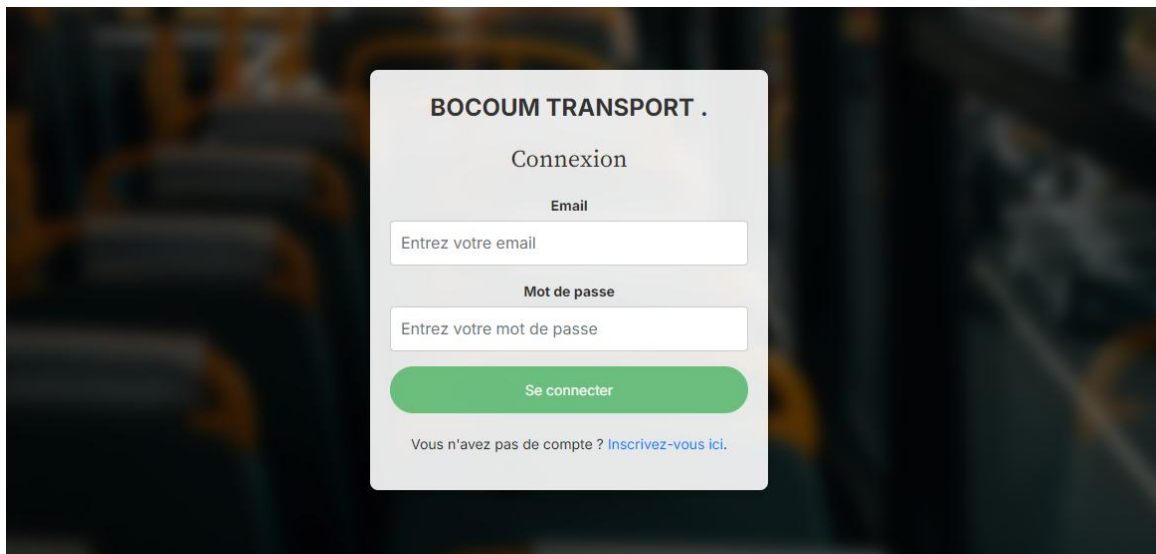 BOCOUM TRANSPORT .
Connexion
Email
Entrez votre email
Mot de passe
Entrez votre mot de passe
Se connecter
Vous n'avez pas de compte ? Inscrivez-vous ici.